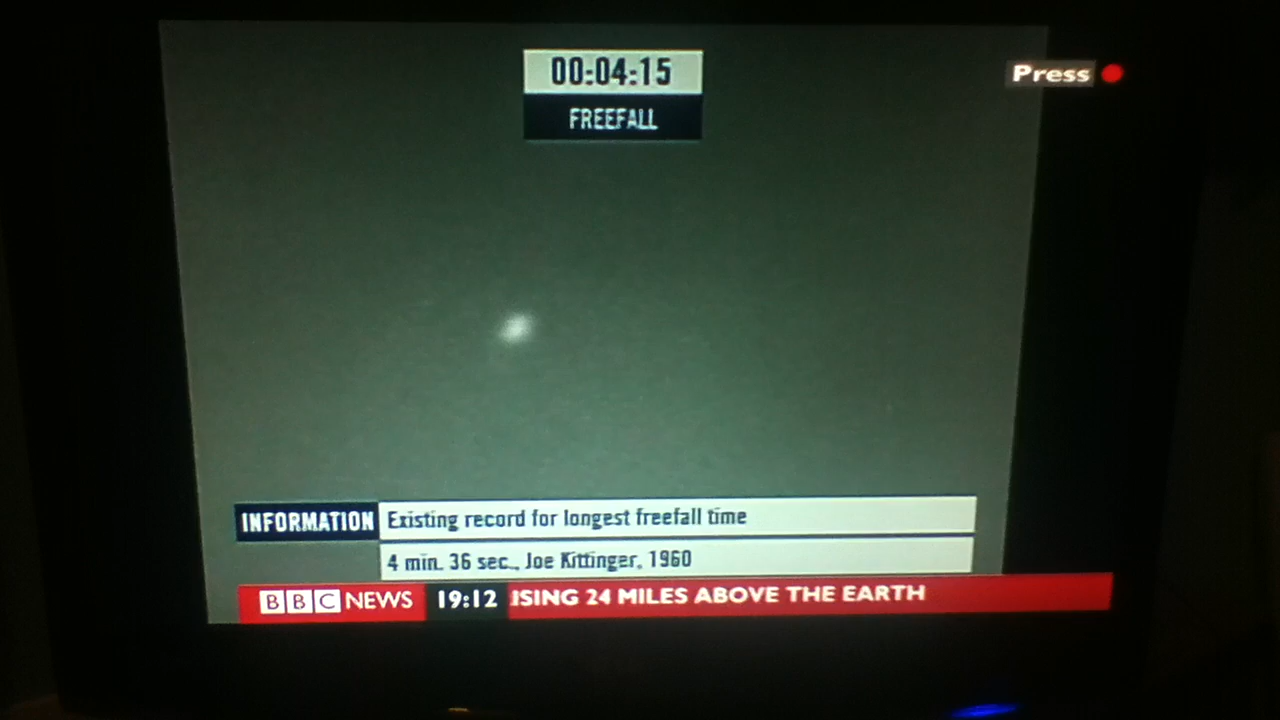 00:04:15
FREEFALL
Press
INFORMATION Existing record for longest freefall time
4 min. 36 sec., Joe Kittinger, 1960
BBC NEWS 19:12 ISING 24 MILES ABOVE THE EARTH